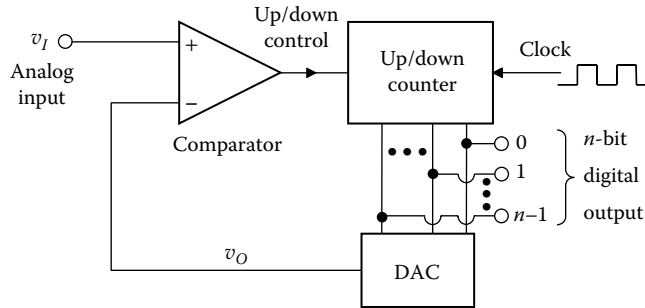 Up/down
control
v_I
Analog
input
+
−
Comparator
Up/down
counter
Clock
0
1
n−1
n-bit
digital
output
v_O
DAC